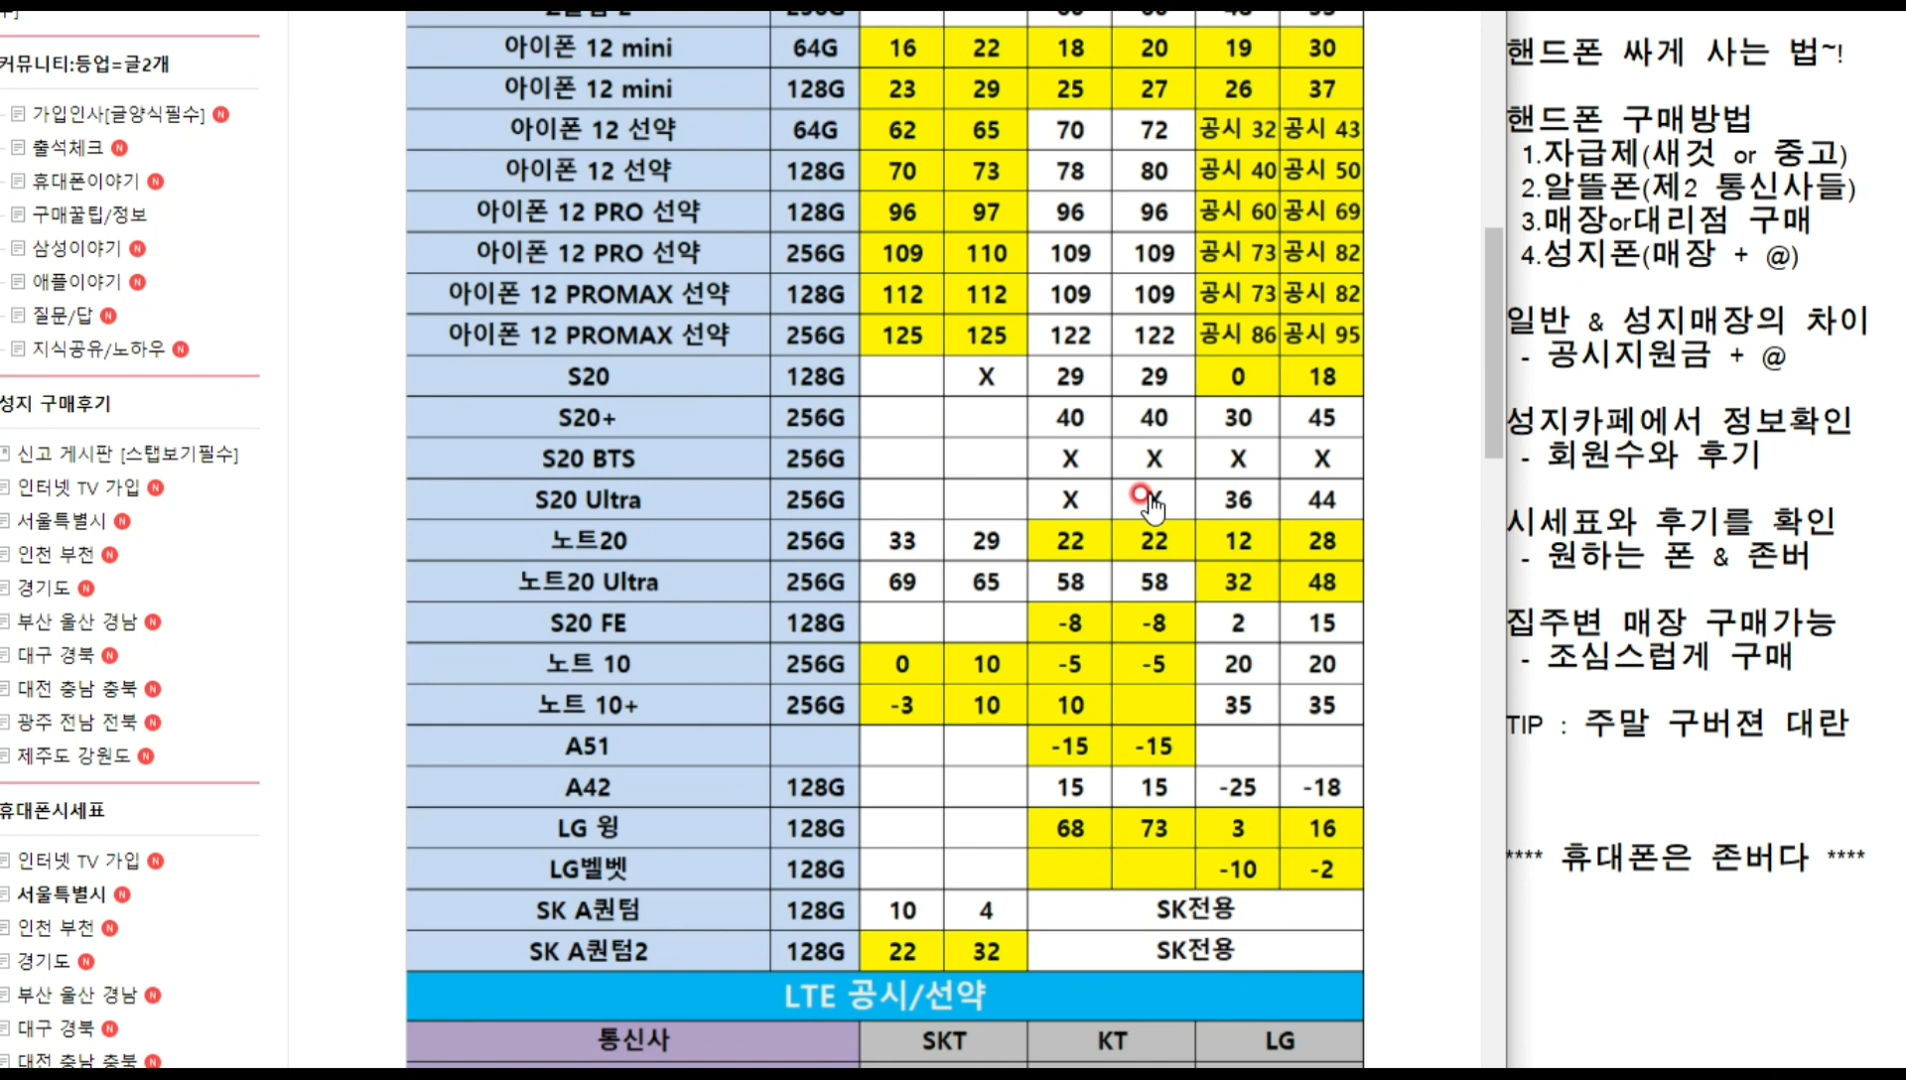 커뮤니티:등업=글2개
가입인사[글양식필수] N
출석체크 N
휴대폰이야기 N
구매꿀팁/정보
삼성이야기 N
애플이야기 N
질문/답 N
지식공유/노하우 N
성지 구매후기
신고 게시판 [스탭보기필수]
인터넷 TV 가입 N
서울특별시 N
인천 부천 N
경기도 N
부산 울산 경남 N
대구 경북 N
대전 충남 충북 N
광주 전남 전북 N
제주도 강원도 N
휴대폰시세표
인터넷 TV 가입 N
서울특별시 N
인천 부천 N
경기도 N
부산 울산 경남 N
대구 경북 N
대전 충남 충북 N
아이폰 12 mini 64G 16 22 18 20 19 30
아이폰 12 mini 128G 23 29 25 27 26 37
아이폰 12 선약 64G 62 65 70 72 공시 32 공시 43
아이폰 12 선약 128G 70 73 78 80 공시 40 공시 50
아이폰 12 PRO 선약 128G 96 97 96 96 공시 60 공시 69
아이폰 12 PRO 선약 256G 109 110 109 109 공시 73 공시 82
아이폰 12 PROMAX 선약 128G 112 112 109 109 공시 73 공시 82
아이폰 12 PROMAX 선약 256G 125 125 122 122 공시 86 공시 95
S20 128G X 29 29 0 18
S20+ 256G 40 40 30 45
S20 BTS 256G X X X X
S20 Ultra 256G X X 36 44
노트20 256G 33 29 22 22 12 28
노트20 Ultra 256G 69 65 58 58 32 48
S20 FE 128G -8 -8 2 15
노트 10 256G 0 10 -5 -5 20 20
노트 10+ 256G -3 10 10 35 35
A51 -15 -15
A42 128G 15 15 -25 -18
LG 윙 128G 68 73 3 16
LG벨벳 128G -10 -2
SK A퀀텀 128G 10 4 SK전용
SK A퀀텀2 128G 22 32 SK전용
LTE 공시/선약
통신사 SKT KT LG
핸드폰 싸게 사는 법~!
핸드폰 구매방법
1.자급제(새것 or 중고)
2.알뜰폰(제2 통신사들)
3.매장or대리점 구매
4.성지폰(매장 + @)
일반 & 성지매장의 차이
- 공시지원금 + @
성지카페에서 정보확인
- 회원수와 후기
시세표와 후기를 확인
- 원하는 폰 & 존버
집주변 매장 구매가능
- 조심스럽게 구매
TIP : 주말 구버젼 대란
**** 휴대폰은 존버다 ****